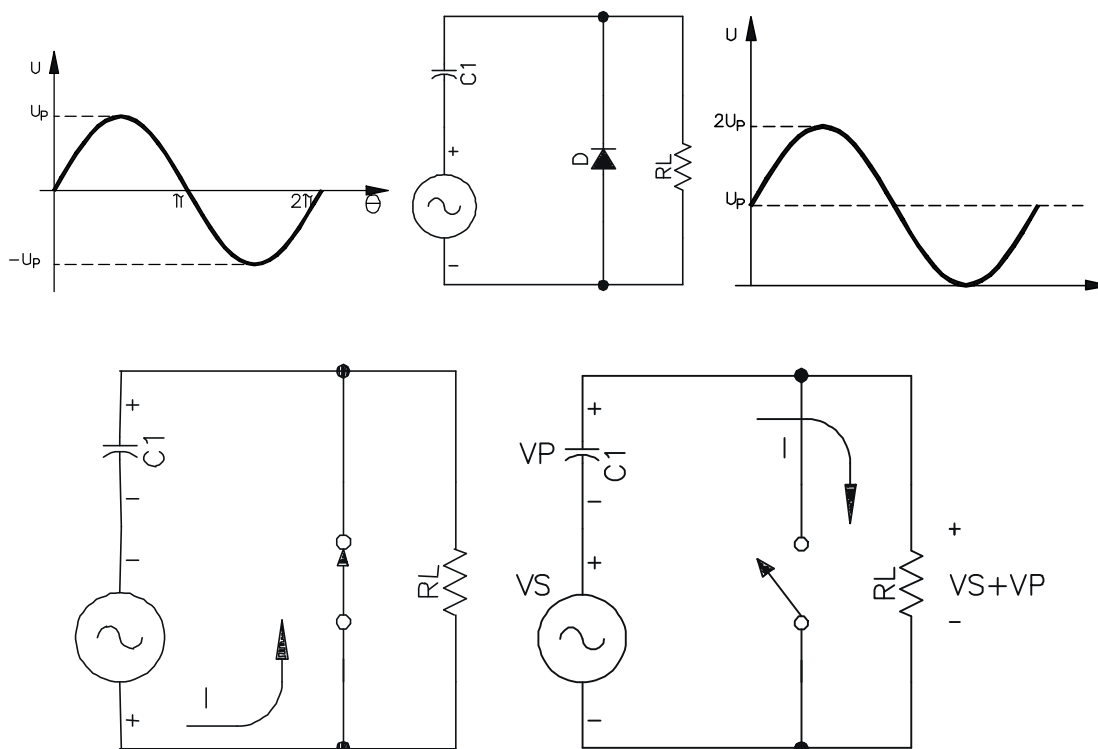 U
UP
π
2π
Θ
-UP
C1
+
D
RL
−
U
2UP
UP
+
C1
−
−
RL
I
+
+
VP
C1
−
I
+
VS
RL
+
VS+VP
−
−